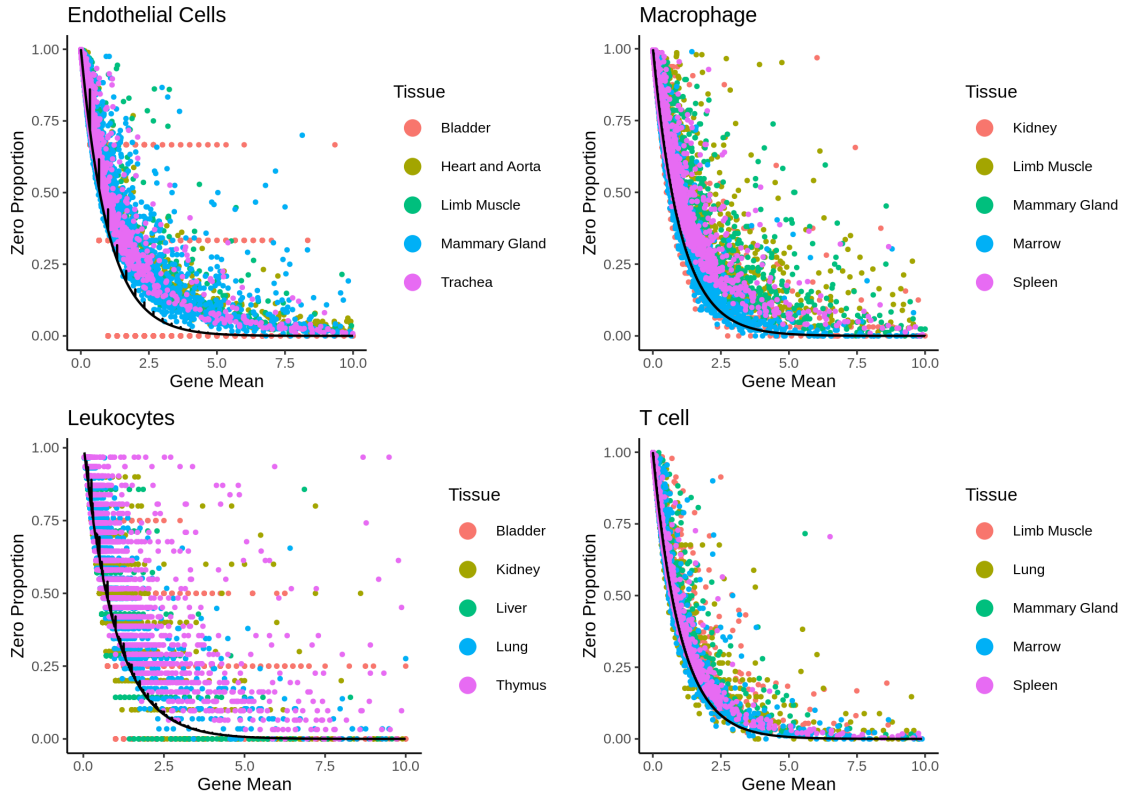 Endothelial Cells
Zero Proportion
1.00
0.75
0.50
0.25
0.00
0.0 2.5 5.0 7.5 10.0
Gene Mean
Tissue
Bladder
Heart and Aorta
Limb Muscle
Mammary Gland
Trachea
Macrophage
Zero Proportion
1.00
0.75
0.50
0.25
0.00
0.0 2.5 5.0 7.5 10.0
Gene Mean
Tissue
Kidney
Limb Muscle
Mammary Gland
Marrow
Spleen
Leukocytes
Zero Proportion
1.00
0.75
0.50
0.25
0.00
0.0 2.5 5.0 7.5 10.0
Gene Mean
Tissue
Bladder
Kidney
Liver
Lung
Thymus
T cell
Zero Proportion
1.00
0.75
0.50
0.25
0.00
0.0 2.5 5.0 7.5 10.0
Gene Mean
Tissue
Limb Muscle
Lung
Mammary Gland
Marrow
Spleen